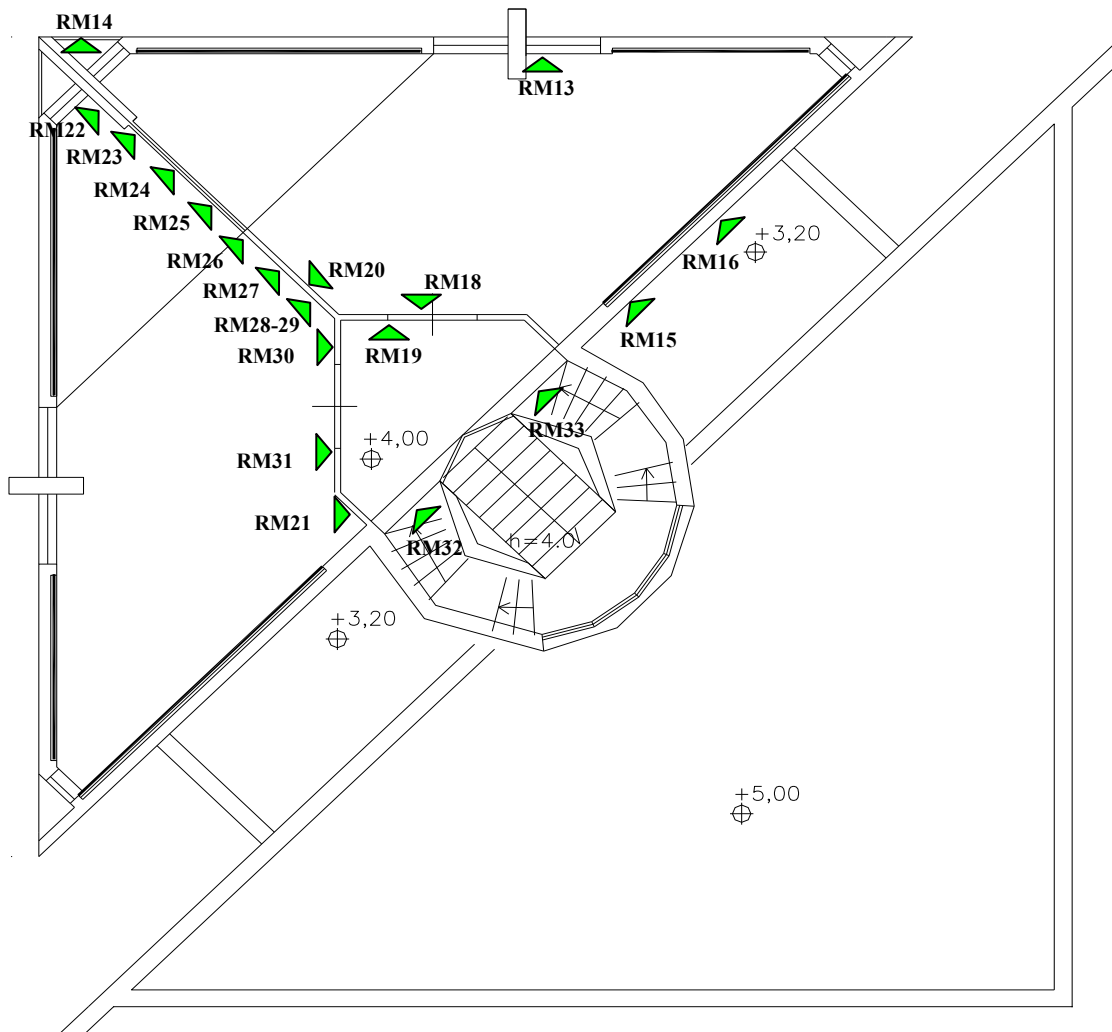 RM14
RM13
RM22
RM23
RM24
RM25
RM16
+3,20
RM26
RM20
RM27
RM18
RM28-29
RM15
RM30
RM19
RM33
+4,00
RM31
RM21
RM32
h=4.0
+3,20
+5,00